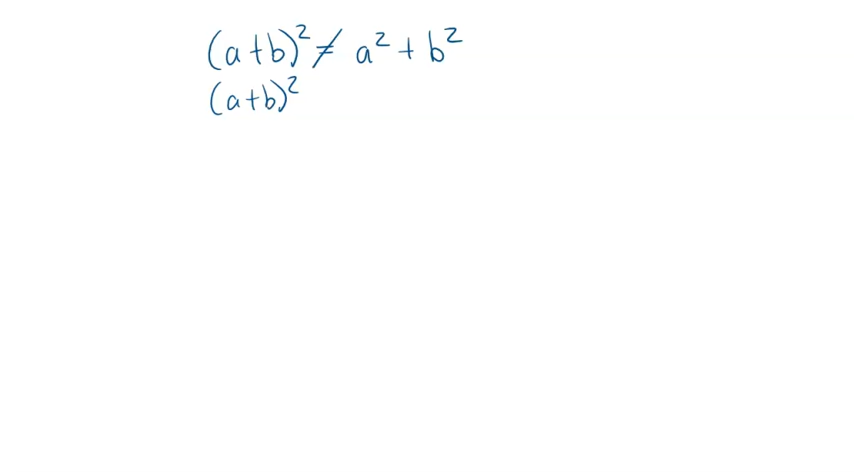 (a+b)² ≠ a² + b²
(a+b)²